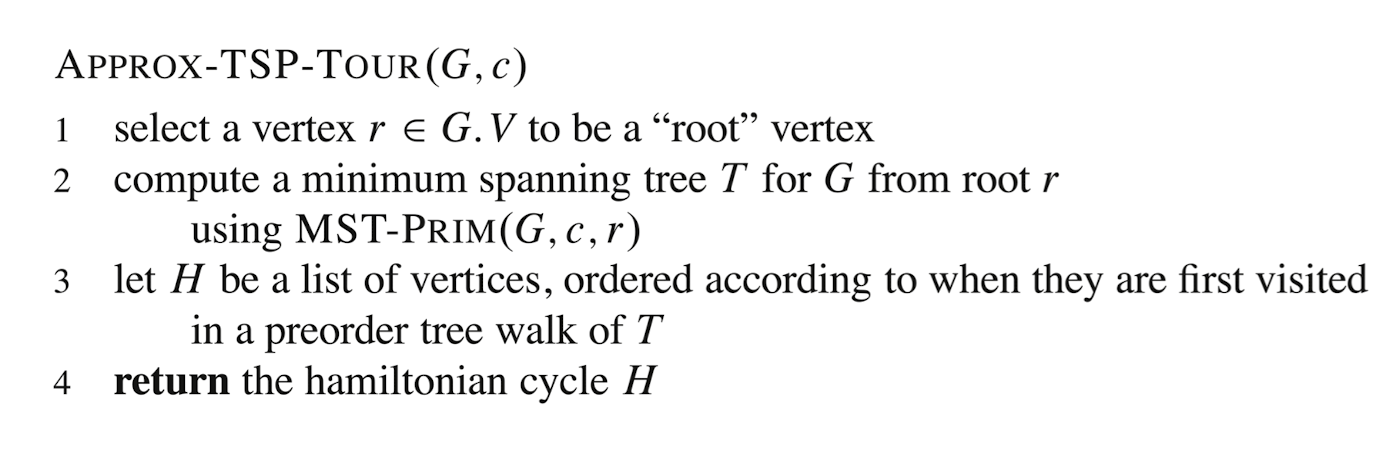 APPROX-TSP-TOUR(G, c)
1 select a vertex r ∈ G.V to be a “root” vertex
2 compute a minimum spanning tree T for G from root r
using MST-PRIM(G, c, r)
3 let H be a list of vertices, ordered according to when they are first visited
in a preorder tree walk of T
4 return the hamiltonian cycle H